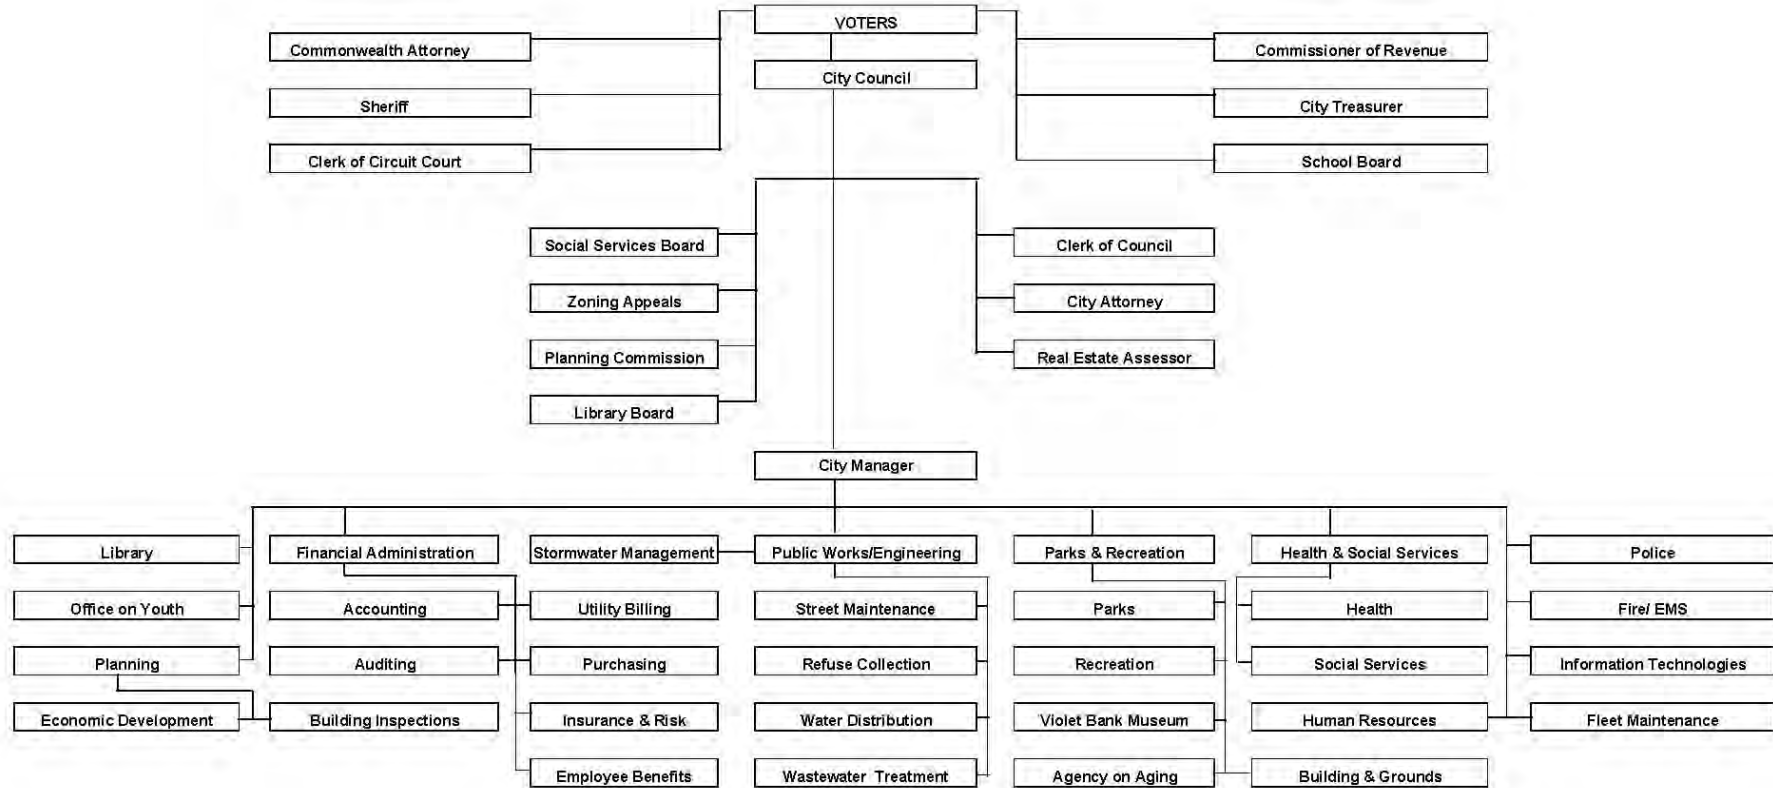 VOTERS
Commonwealth Attorney
Commissioner of Revenue
City Council
Sheriff
City Treasurer
Clerk of Circuit Court
School Board
Social Services Board
Clerk of Council
Zoning Appeals
City Attorney
Planning Commission
Real Estate Assessor
Library Board
City Manager
Library
Financial Administration
Stormwater Management
Public Works/Engineering
Parks & Recreation
Health & Social Services
Police
Office on Youth
Accounting
Utility Billing
Street Maintenance
Parks
Health
Fire/ EMS
Planning
Auditing
Purchasing
Refuse Collection
Recreation
Social Services
Information Technologies
Economic Development
Building Inspections
Insurance & Risk
Water Distribution
Violet Bank Museum
Human Resources
Fleet Maintenance
Employee Benefits
Wastewater Treatment
Agency on Aging
Building & Grounds